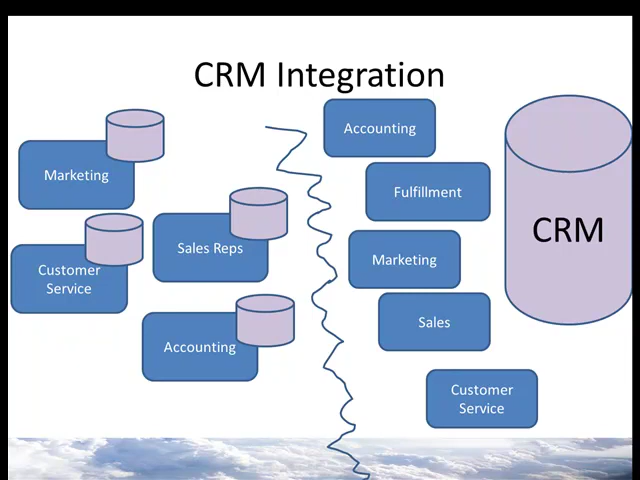 CRM Integration
Marketing
Customer
Service
Sales Reps
Accounting
Accounting
Fulfillment
Marketing
Sales
Customer
Service
CRM